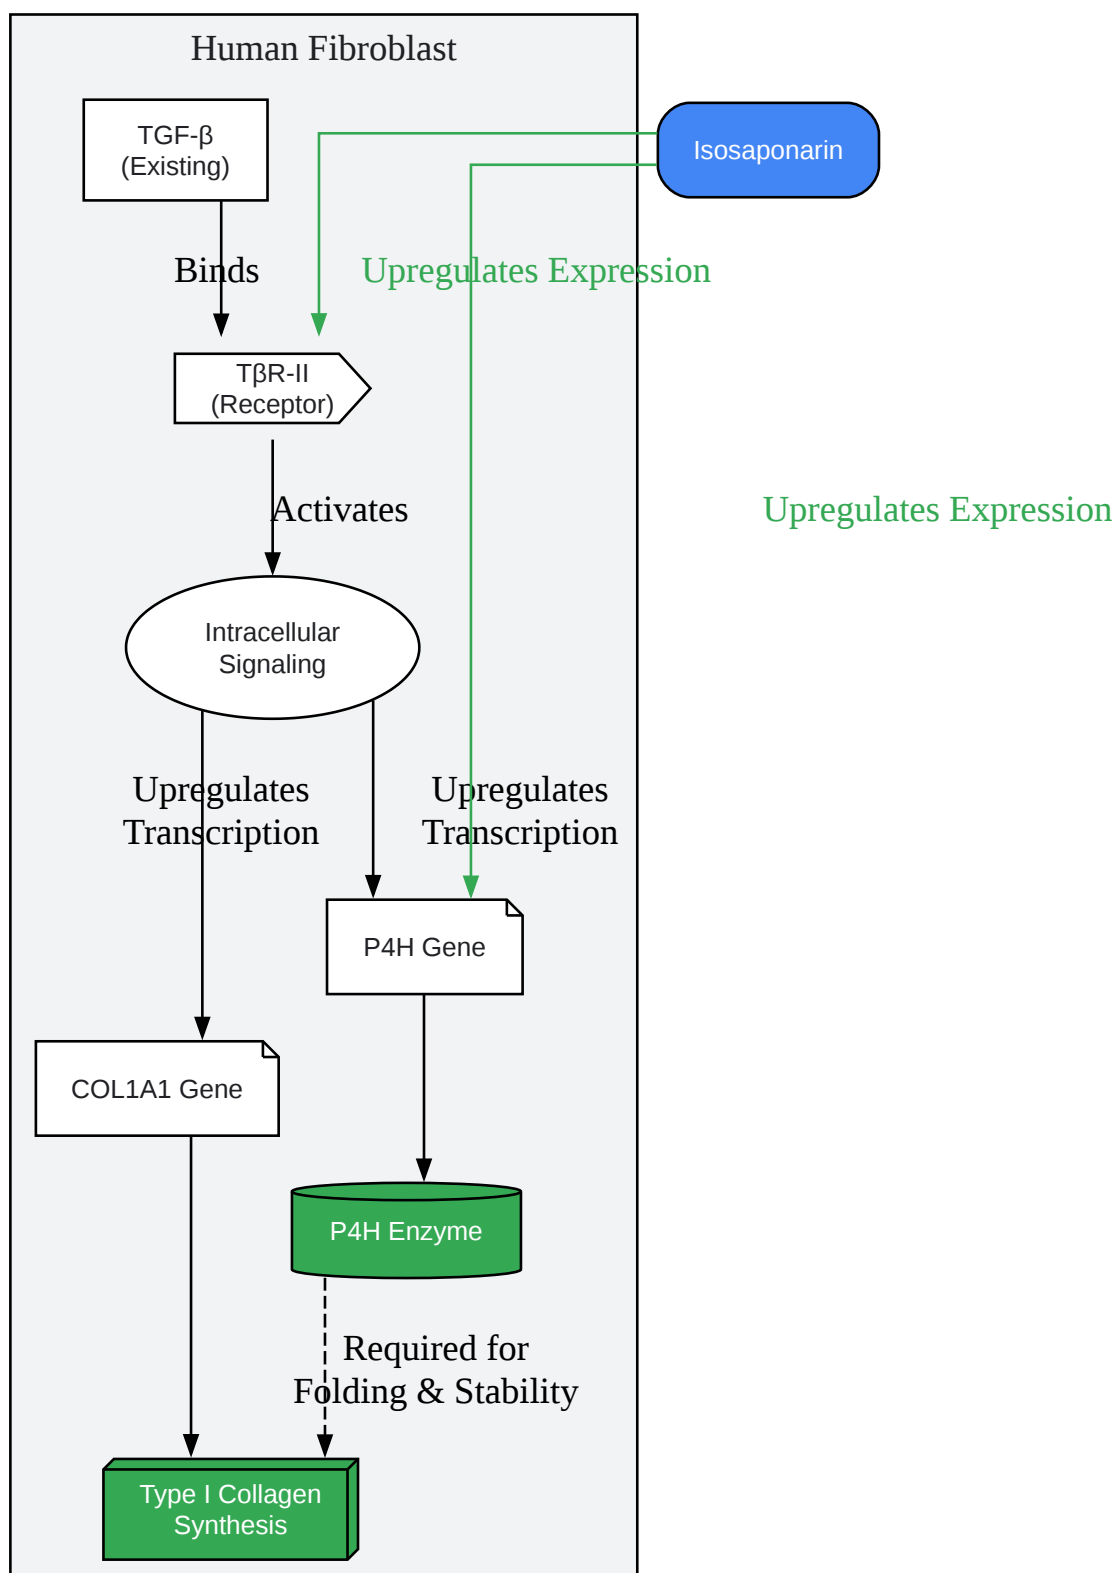 Human Fibroblast
TGF-β
(Existing)
Isosaponarin
Binds
Upregulates Expression
TβR-II
(Receptor)
Activates
Upregulates Expression
Intracellular
Signaling
Upregulates
Transcription
Upregulates
Transcription
P4H Gene
COL1A1 Gene
P4H Enzyme
Required for
Folding & Stability
Type I Collagen
Synthesis